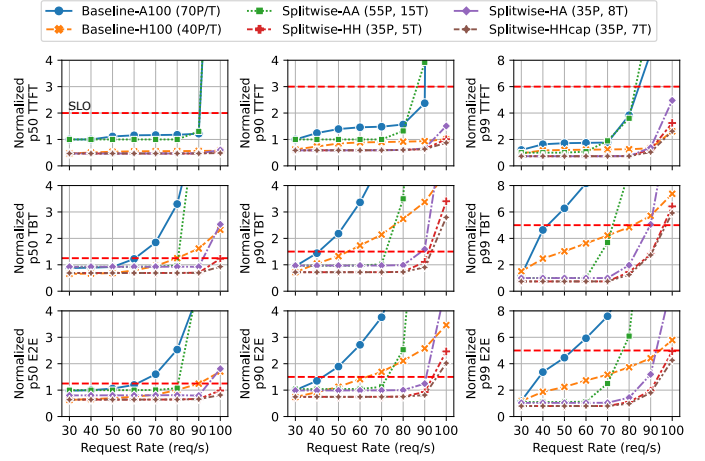 Baseline-A100 (70P/T) Splitwise-AA (55P, 15T) Splitwise-HA (35P, 8T)
Baseline-H100 (40P/T) Splitwise-HH (35P, 5T) Splitwise-HHcap (35P, 7T)
Normalized
p50 TTFT
4
3
2
1
0
SLO
Normalized
p90 TTFT
4
3
2
1
0
Normalized
p99 TTFT
8
6
4
2
0
Normalized
p50 TBT
4
3
2
1
0
Normalized
p90 TBT
4
3
2
1
0
Normalized
p99 TBT
8
6
4
2
0
Normalized
p50 E2E
4
3
2
1
0
30 40 50 60 70 80 90 100
Request Rate (req/s)
Normalized
p90 E2E
4
3
2
1
0
30 40 50 60 70 80 90 100
Request Rate (req/s)
Normalized
p99 E2E
8
6
4
2
0
30 40 50 60 70 80 90 100
Request Rate (req/s)